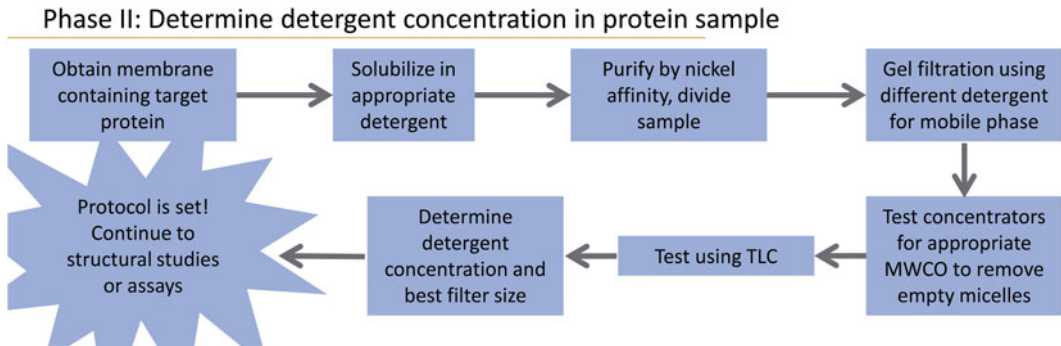 Phase II: Determine detergent concentration in protein sample
Obtain membrane
containing target
protein
Solubilize in
appropriate
detergent
Purify by nickel
affinity, divide
sample
Gel filtration using
different detergent
for mobile phase
Test concentrators
for appropriate
MWCO to remove
empty micelles
Test using TLC
Determine
detergent
concentration and
best filter size
Protocol is set!
Continue to
structural studies
or assays